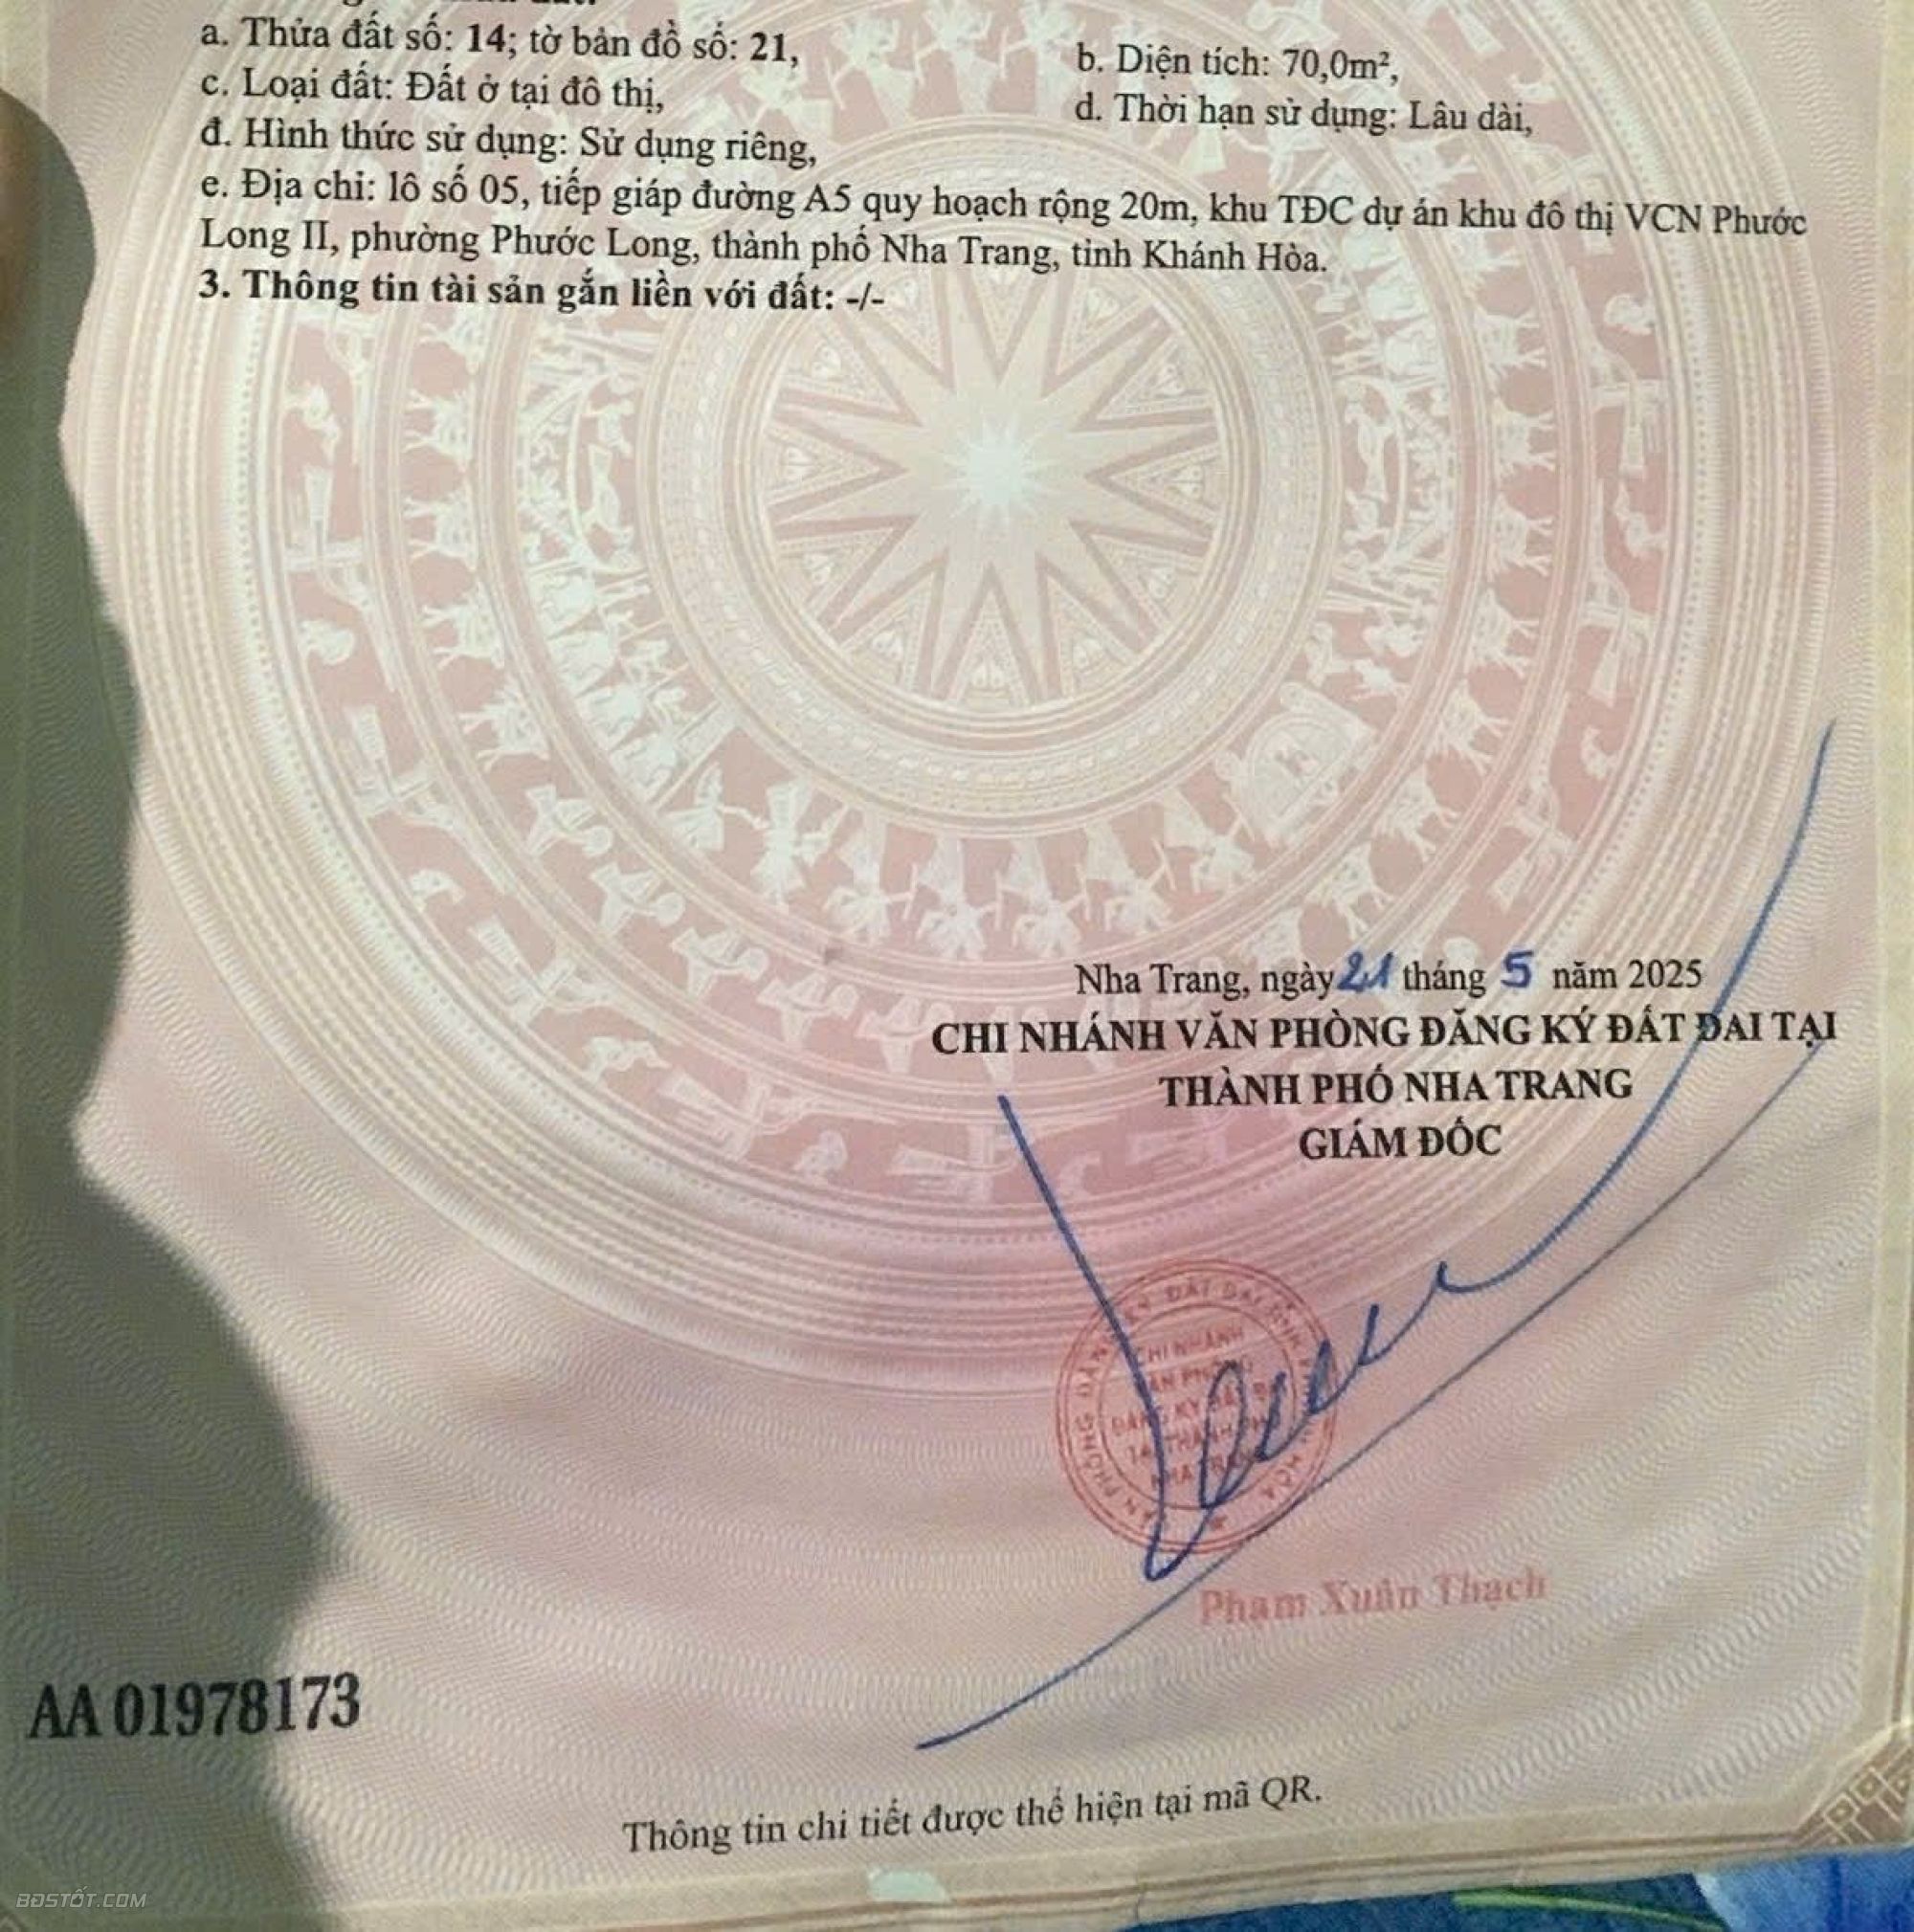 a. Thửa đất số: 14; tờ bản đồ số: 21,
b. Diện tích: 70,0m²,
c. Loại đất: Đất ở tại đô thị,
d. Thời hạn sử dụng: Lâu dài,
đ. Hình thức sử dụng: Sử dụng riêng,
e. Địa chỉ: lô số 05, tiếp giáp đường A5 quy hoạch rộng 20m, khu TĐC dự án khu đô thị VCN Phước
Long II, phường Phước Long, thành phố Nha Trang, tỉnh Khánh Hòa.
3. Thông tin tài sản gắn liền với đất: -/-
Nha Trang, ngày 21 tháng 5 năm 2025
CHI NHÁNH VĂN PHÒNG ĐĂNG KÝ ĐẤT ĐAI TẠI
THÀNH PHỐ NHA TRANG
GIÁM ĐỐC
CHI NHÁNH
Phạm Xuân Thạch
AA 01978173
Thông tin chi tiết được thể hiện tại mã QR.
BĐSTỐT.COM